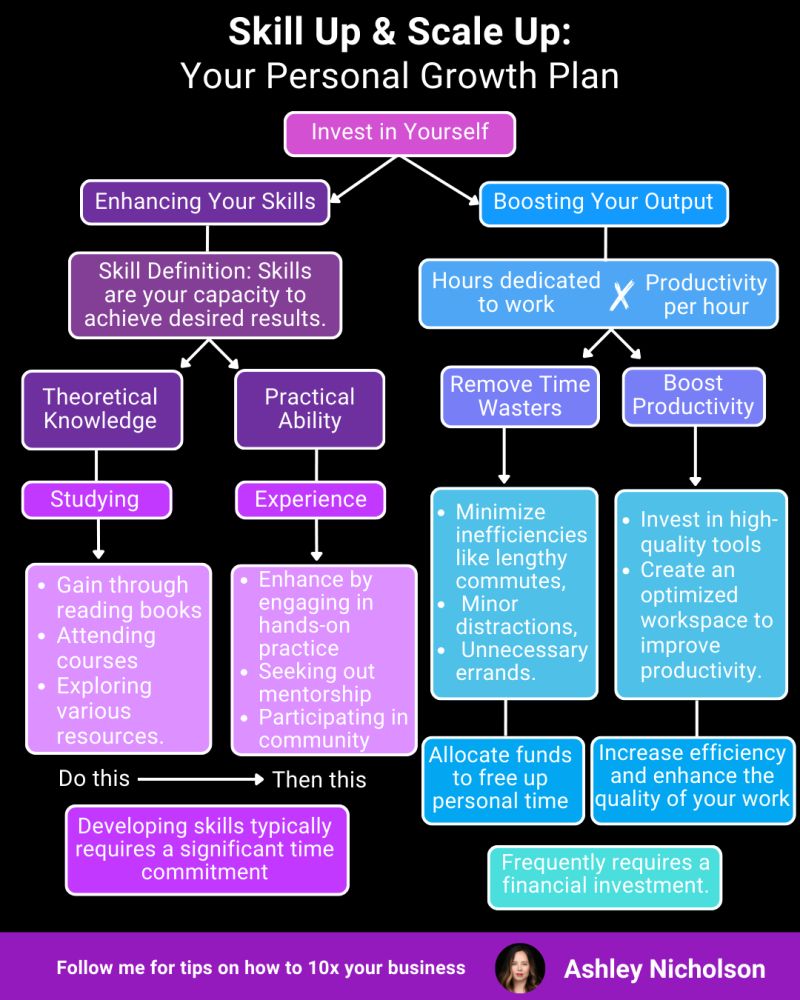 Skill Up & Scale Up:
Your Personal Growth Plan
Invest in Yourself
Enhancing Your Skills
Skill Definition: Skills
are your capacity to
achieve desired results.
Theoretical
Knowledge
Studying
• Gain through
reading books
• Attending
courses
• Exploring
various
resources.
Practical
Ability
Experience
• Enhance by
engaging in
hands-on
practice
• Seeking out
mentorship
• Participating in
community
Do this
Then this
Developing skills typically
requires a significant time
commitment
Boosting Your Output
Hours dedicated
to work
X
Productivity
per hour
Remove Time
Wasters
• Minimize
inefficiencies
like lengthy
commutes,
• Minor
distractions,
• Unnecessary
errands.
Allocate funds
to free up
personal time
Boost
Productivity
• Invest in high-
quality tools
• Create an
optimized
workspace to
improve
productivity.
Increase efficiency
and enhance the
quality of your work
Frequently requires a
financial investment.
Follow me for tips on how to 10x your business
Ashley Nicholson